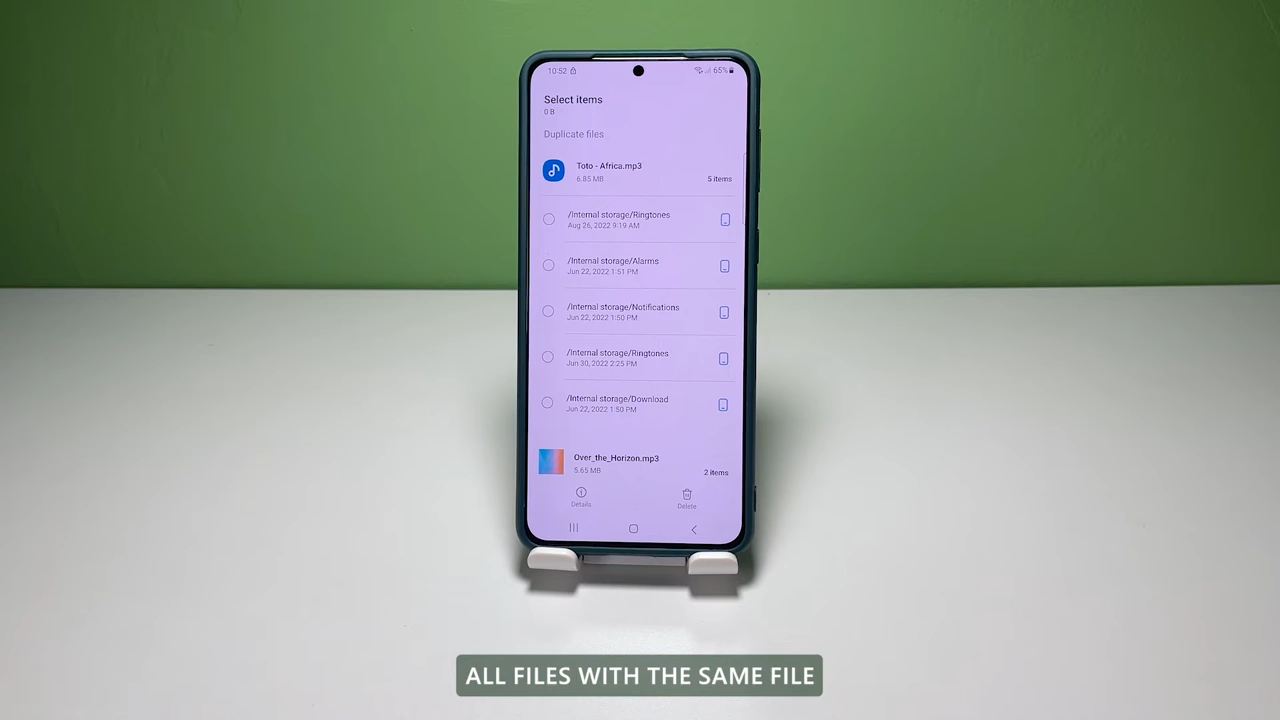 10:52
65%
Select items
0 B
Duplicate files
Toto - Africa.mp3
6.85 MB
5 items
/Internal storage/Ringtones
Aug 26, 2022 9:19 AM
/Internal storage/Alarms
Jun 22, 2022 1:51 PM
/Internal storage/Notifications
Jun 22, 2022 1:50 PM
/Internal storage/Ringtones
Jun 30, 2022 2:25 PM
/Internal storage/Download
Jun 22, 2022 1:50 PM
Over_the_Horizon.mp3
5.65 MB
2 items
Details
Delete
ALL FILES WITH THE SAME FILE